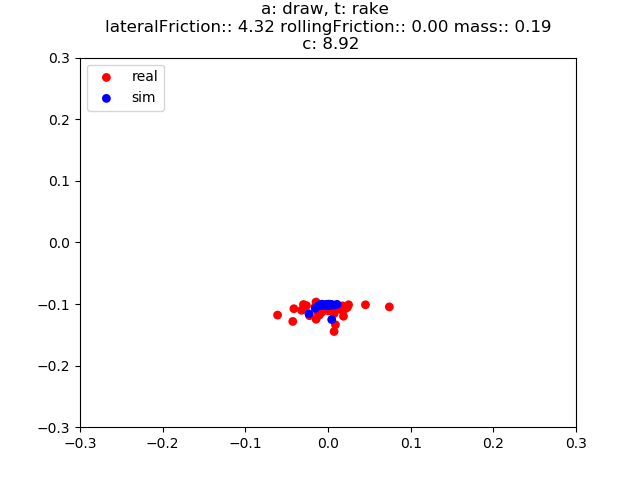 a: draw, t: rake
lateralFriction:: 4.32 rollingFriction:: 0.00 mass:: 0.19
c: 8.92
real
sim
0.3
0.2
0.1
0.0
−0.1
−0.2
−0.3
−0.3 −0.2 −0.1 0.0 0.1 0.2 0.3